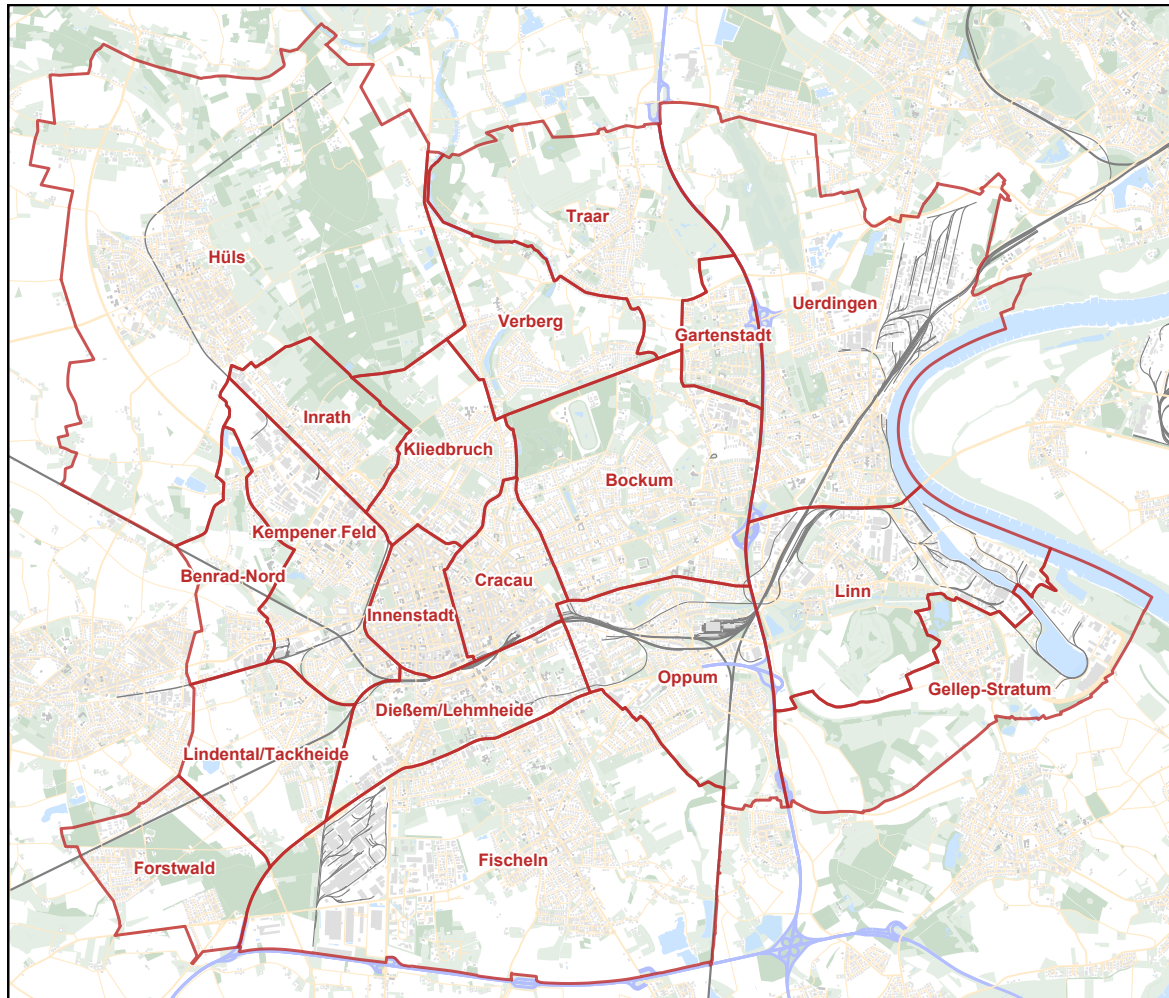 Traar
Hüls
Uerdingen
Verberg
Gartenstadt
Inrath
Kliedbruch
Bockum
Kempener Feld
Benrad-Nord
Cracau
Linn
Innenstadt
Oppum
Gellep-Stratum
Dießem/Lehmheide
Lindental/Tackheide
Fischeln
Forstwald